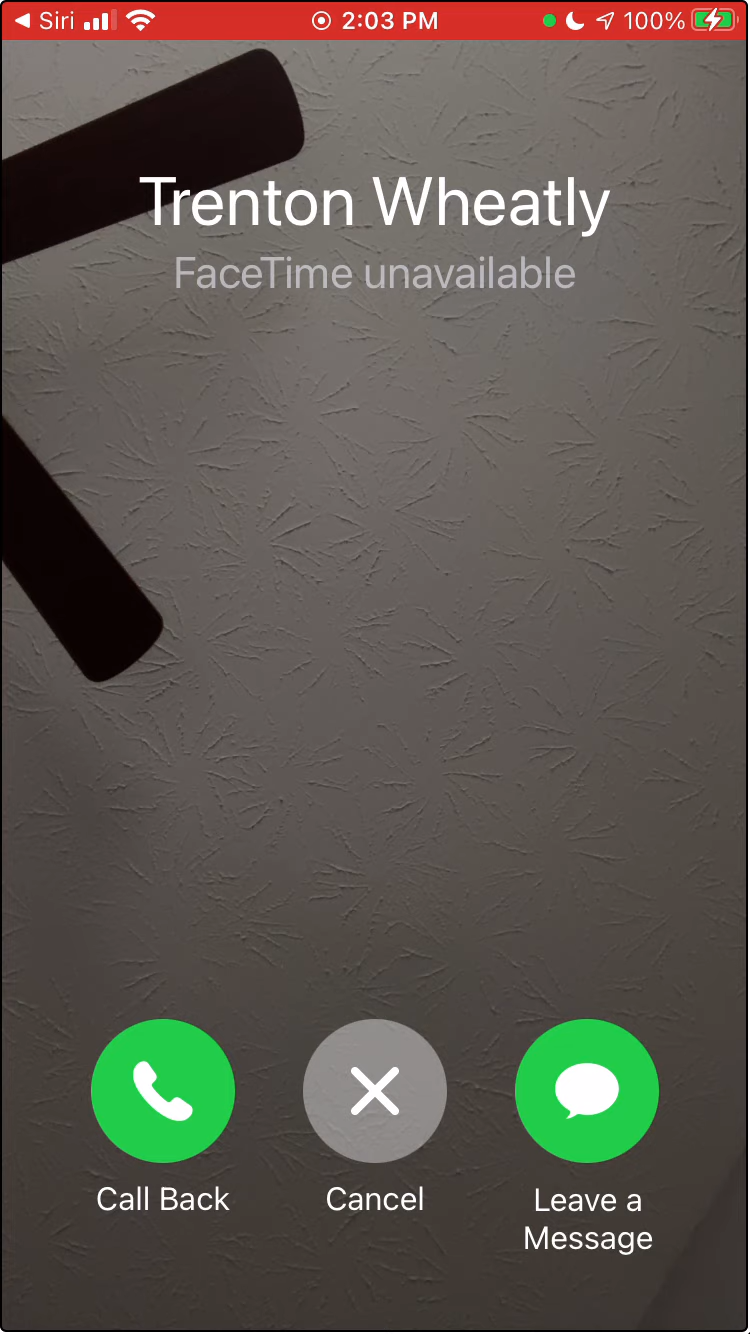 Siri 2:03 PM 100%
Trenton Wheatly
FaceTime unavailable
Call Back Cancel Leave a
Message